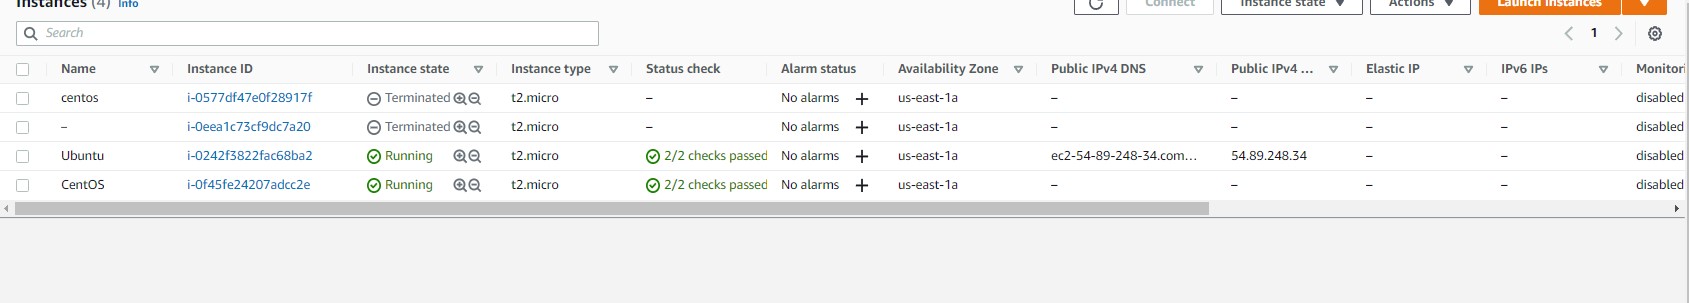 Instances (4) Info Connect Instance state Actions Launch instances
Search 1
Name Instance ID Instance state Instance type Status check Alarm status Availability Zone Public IPv4 DNS Public IPv4 ... Elastic IP IPv6 IPs Monitori
centos i-0577df47e0f28917f Terminated t2.micro – No alarms + us-east-1a – – – – disabled
– i-0eea1c73cf9dc7a20 Terminated t2.micro – No alarms + us-east-1a – – – – disabled
Ubuntu i-0242f3822fac68ba2 Running t2.micro 2/2 checks passed No alarms + us-east-1a ec2-54-89-248-34.com... 54.89.248.34 – – disabled
CentOS i-0f45fe24207adcc2e Running t2.micro 2/2 checks passed No alarms + us-east-1a – – – – disabled